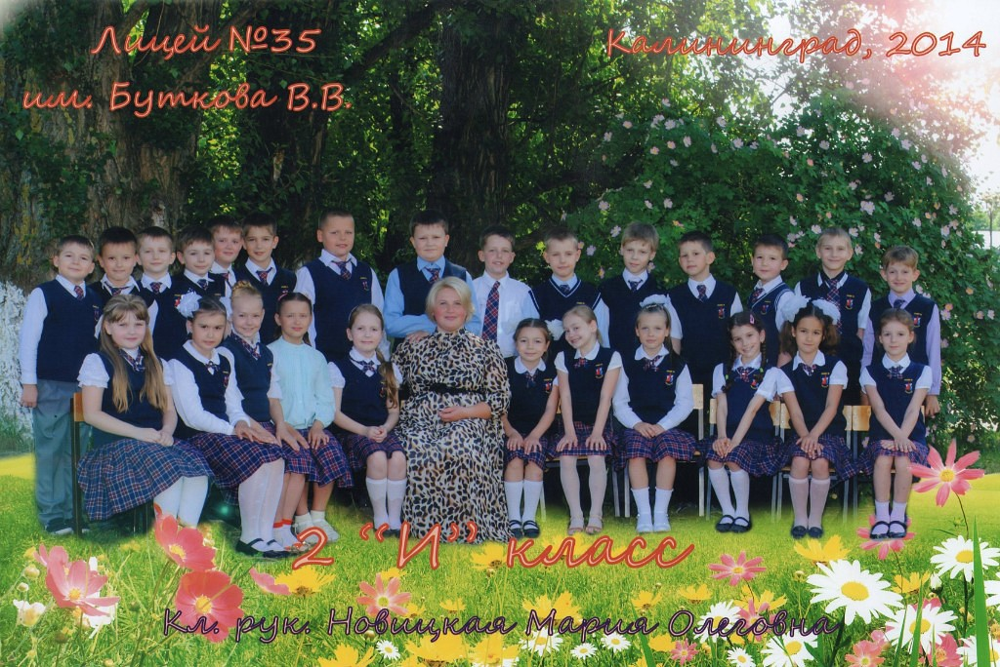 Лицей №35
им. Буткова В.В.
Калининград, 2014
2 “И” класс
Кл. рук. Новицкая Мария Олеговна